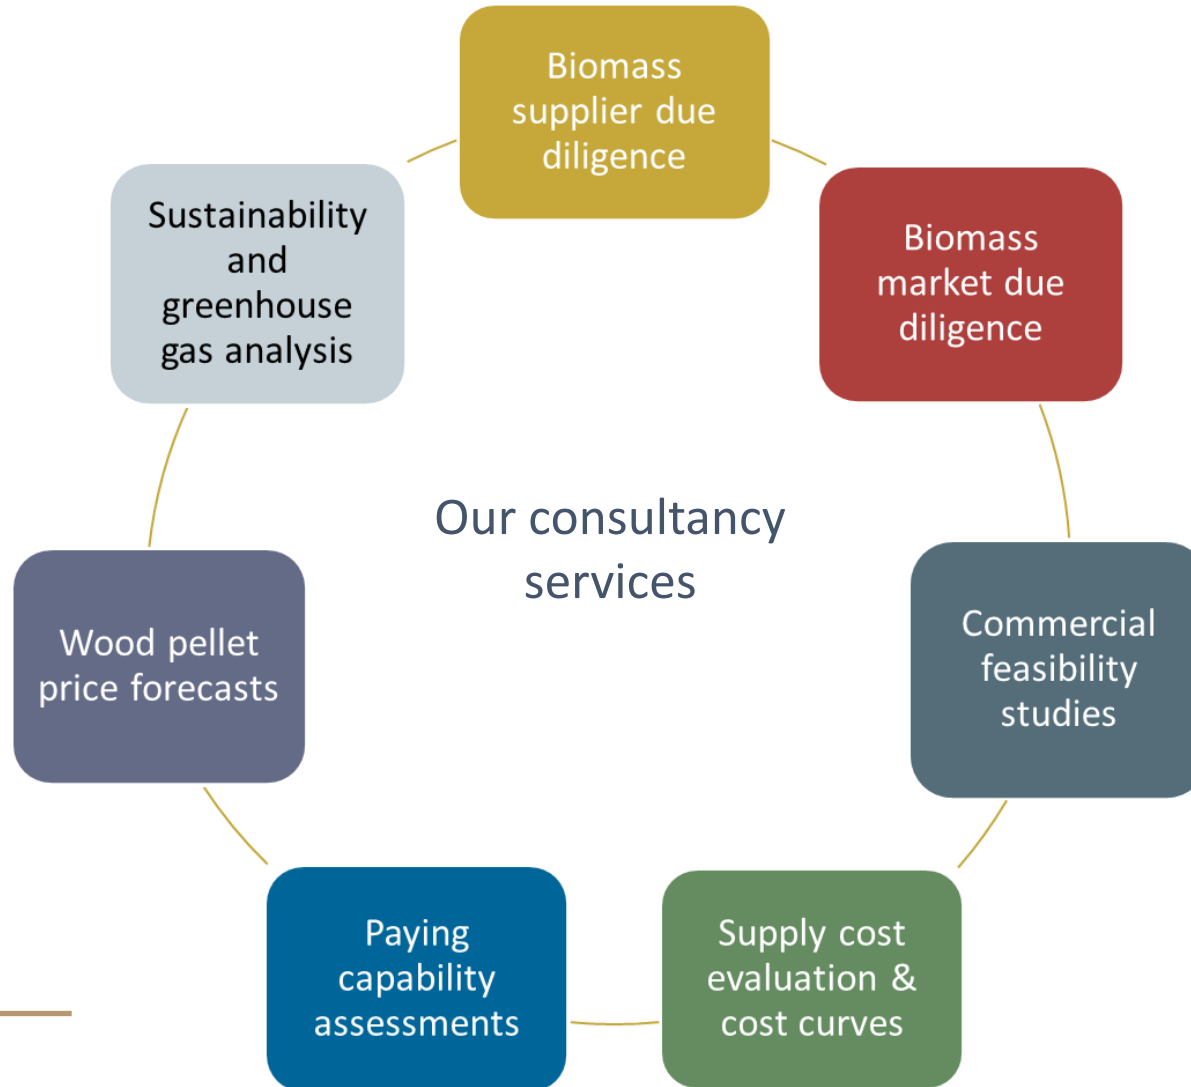 Biomass
supplier due
diligence
Biomass
market due
diligence
Commercial
feasibility
studies
Supply cost
evaluation &
cost curves
Paying
capability
assessments
Wood pellet
price forecasts
Sustainability
and
greenhouse
gas analysis
Our consultancy
services